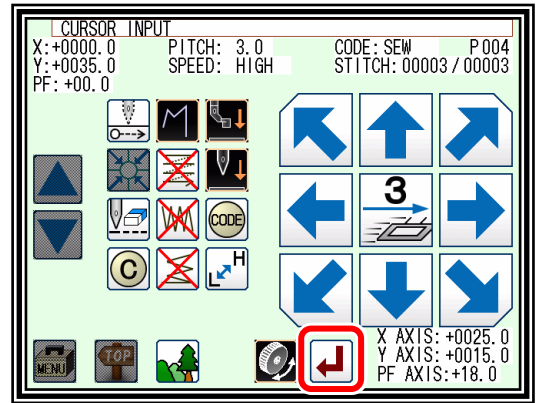 CURSOR INPUT
X:+0000.0 PITCH: 3.0 CODE:SEW P004
Y:+0035.0 SPEED: HIGH STITCH:00003/00003
PF:+00.0
3
CODE
C
L H
MENU TOP
X AXIS:+0025.0
Y AXIS:+0015.0
PF AXIS:+18.0